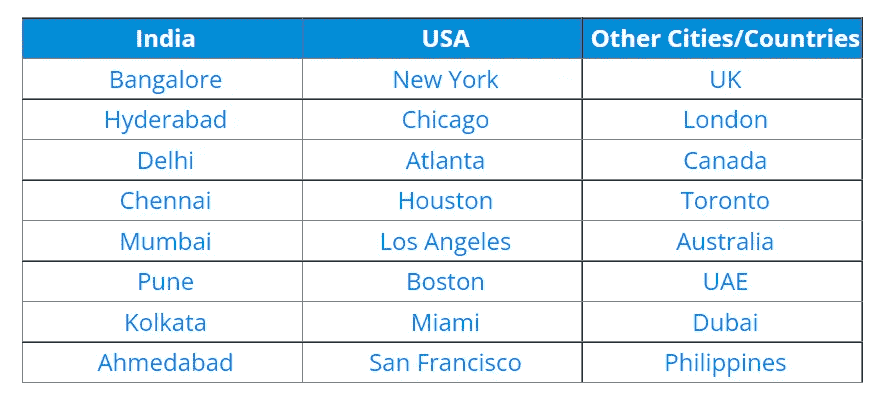 India USA Other Cities/Countries
Bangalore New York UK
Hyderabad Chicago London
Delhi Atlanta Canada
Chennai Houston Toronto
Mumbai Los Angeles Australia
Pune Boston UAE
Kolkata Miami Dubai
Ahmedabad San Francisco Philippines